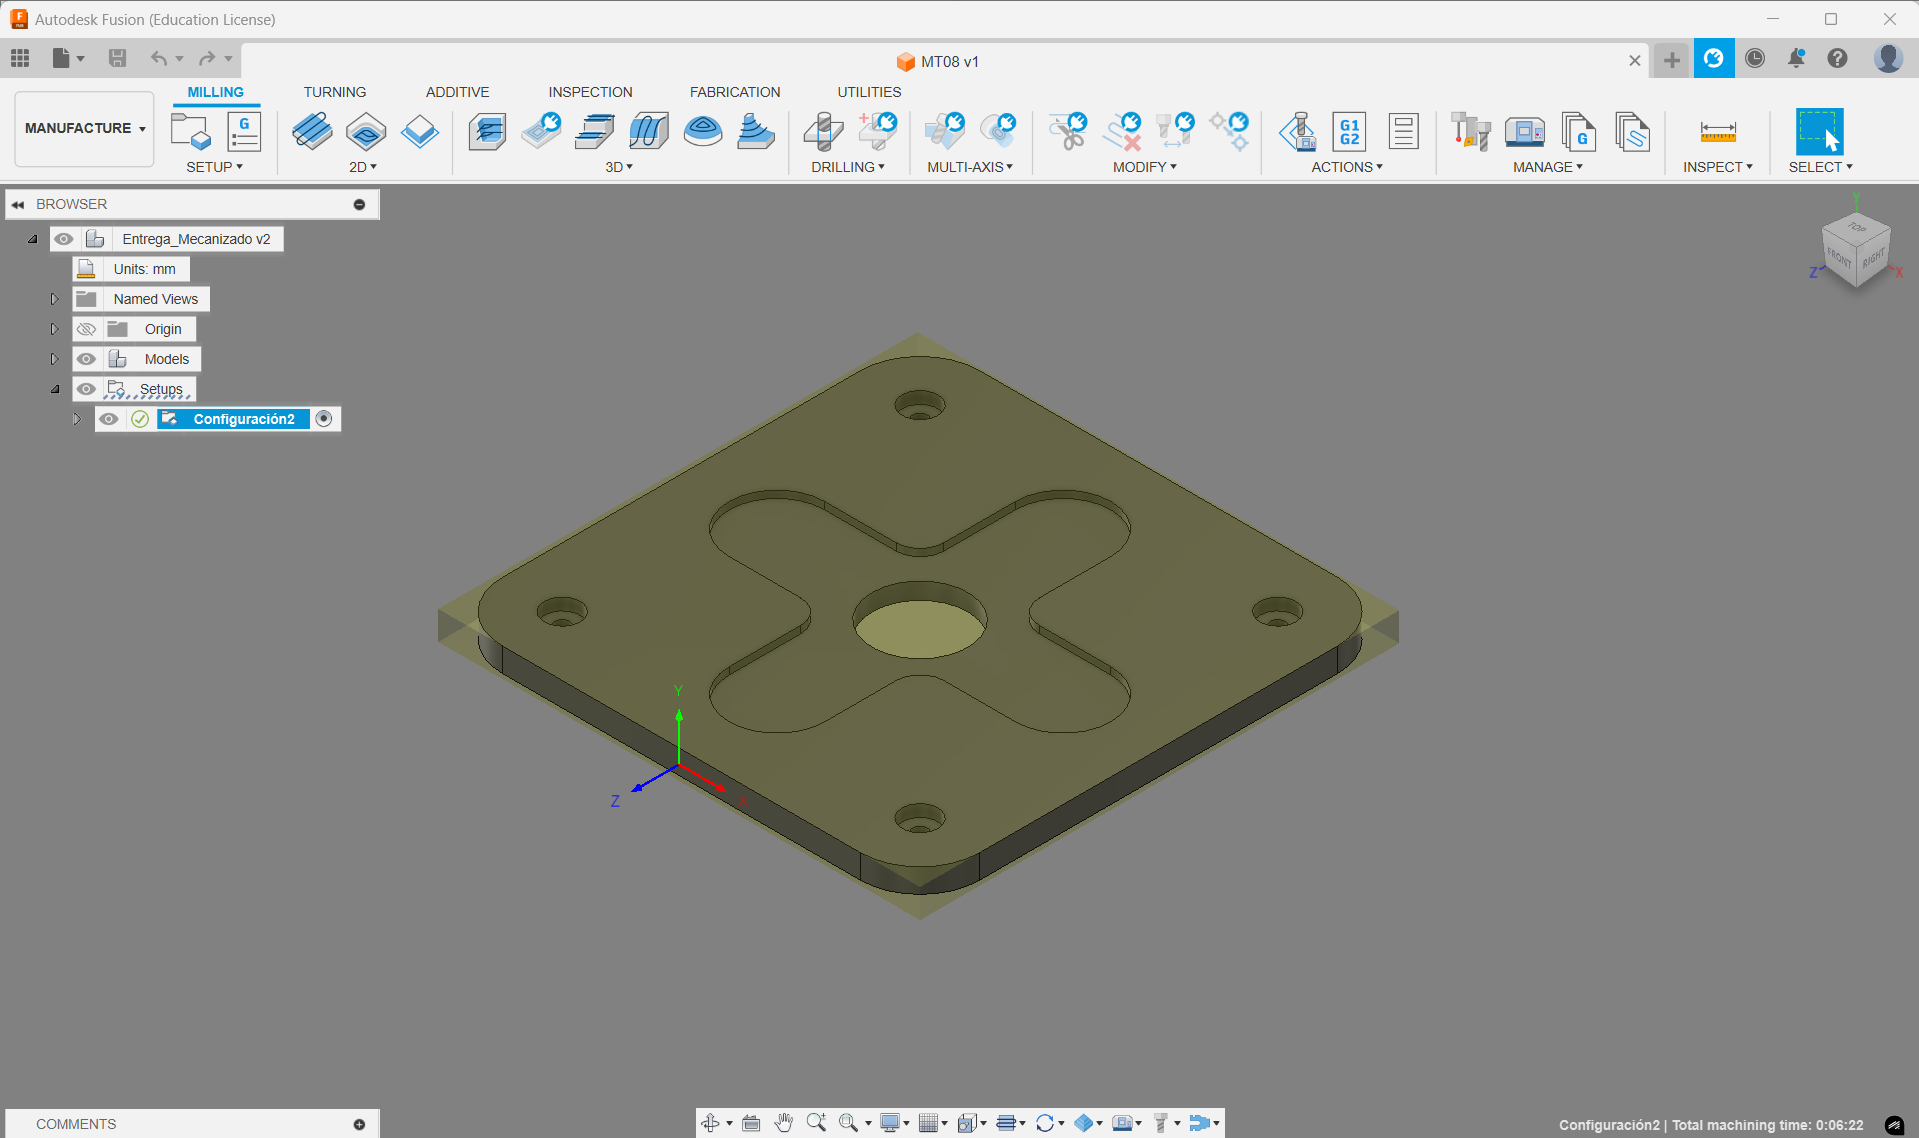 Autodesk Fusion (Education License)
MT08 v1
MILLING TURNING ADDITIVE INSPECTION FABRICATION UTILITIES
MANUFACTURE
G
G1
G2
G
SETUP 2D 3D DRILLING MULTI-AXIS MODIFY ACTIONS MANAGE INSPECT SELECT
BROWSER
Entrega_Mecanizado v2
Units: mm
Named Views
Origin
Models
Setups
Configuración2
Y
TOP
FRONT
RIGHT
Z
X
Y
Z
X
COMMENTS
Configuración2 | Total machining time: 0:06:22